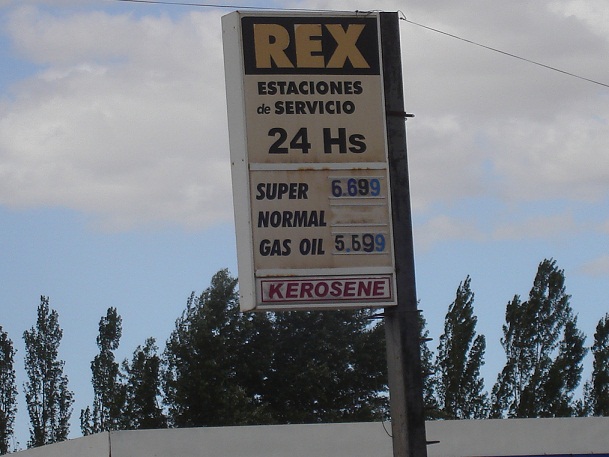 REX
ESTACIONES
de SERVICIO
24 Hs
SUPER 6.699
NORMAL
GAS OIL 5.599
KEROSENE